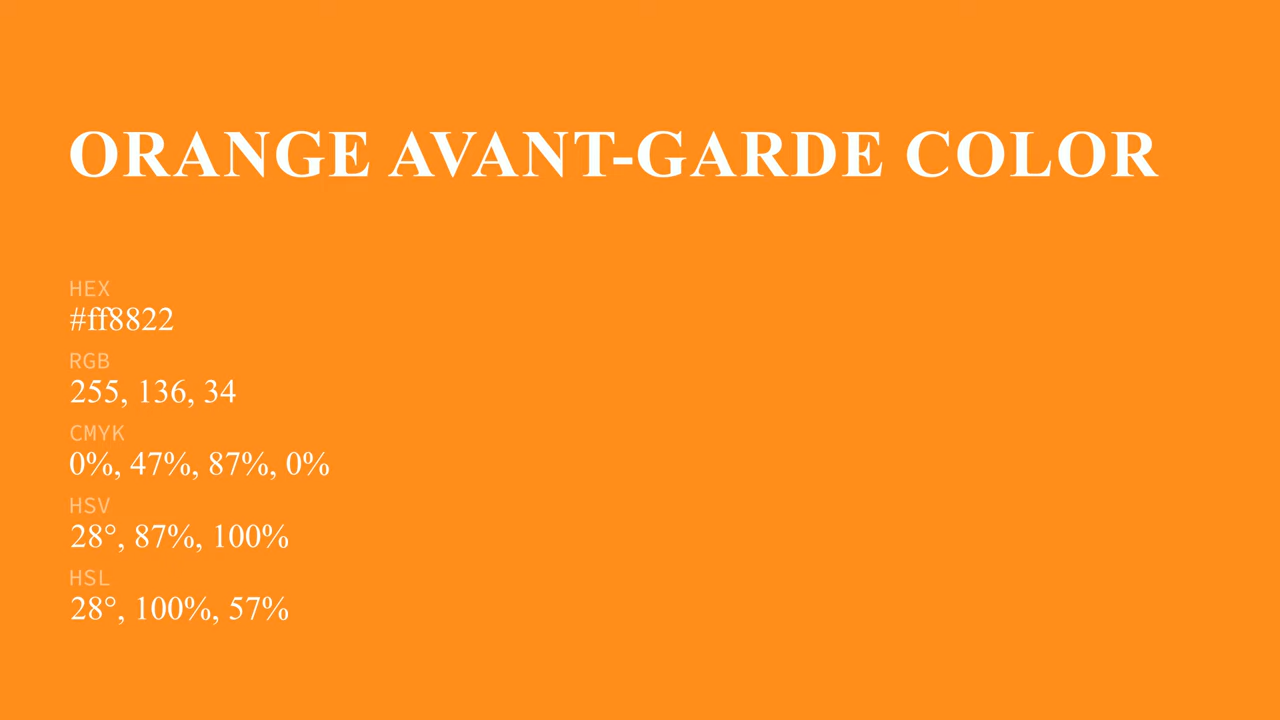 ORANGE AVANT-GARDE COLOR
HEX
#ff8822
RGB
255, 136, 34
CMYK
0%, 47%, 87%, 0%
HSV
28°, 87%, 100%
HSL
28°, 100%, 57%